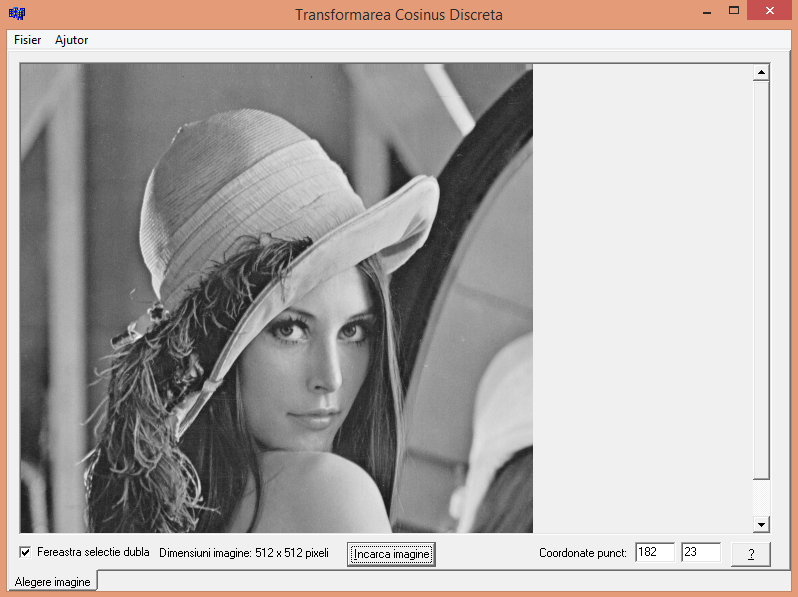 Transformarea Cosinus Discreta
Fisier Ajutor
Fereastra selectie dubla Dimensiuni imagine: 512 x 512 pixeli Incarca imagine Coordonate punct: 182 23 ?
Alegere imagine